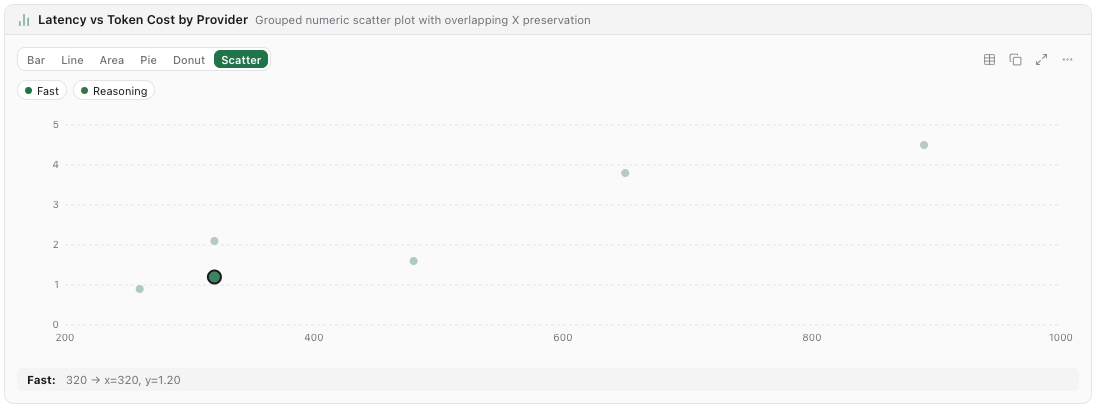 Latency vs Token Cost by Provider Grouped numeric scatter plot with overlapping X preservation
Bar Line Area Pie Donut Scatter
Fast Reasoning
5
4
3
2
1
0
200 400 600 800 1000
Fast: 320 → x=320, y=1.20